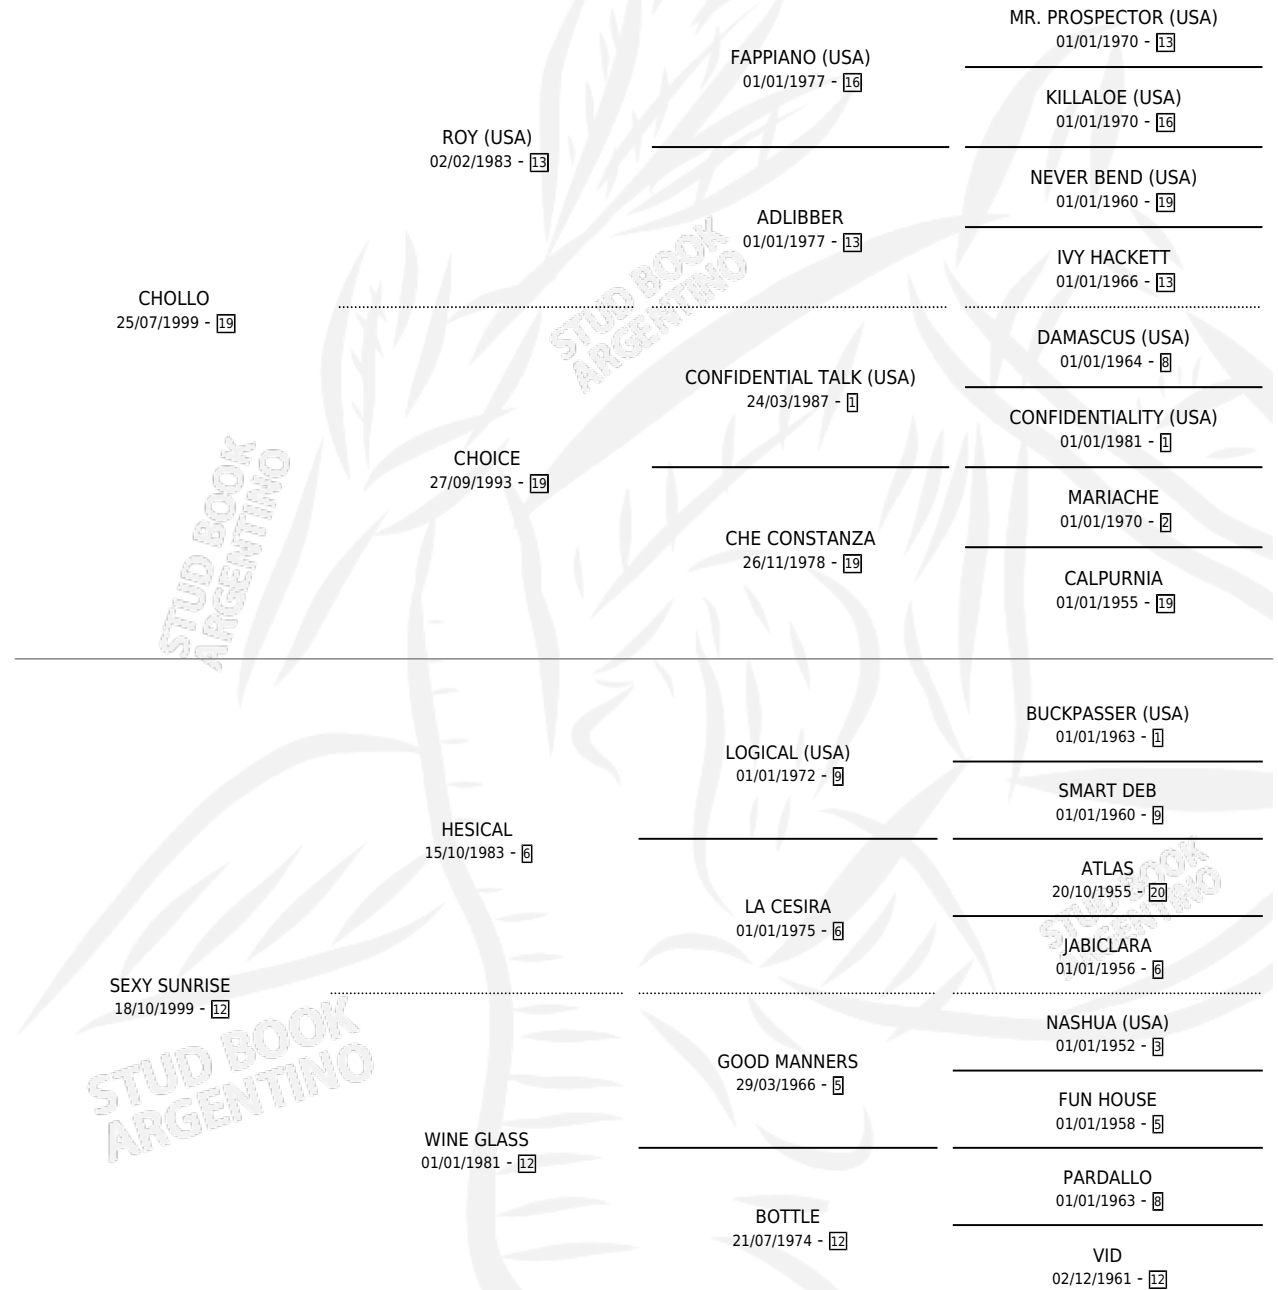 MR. PROSPECTOR (USA)
01/01/1970 - 13
FAPPIANO (USA)
01/01/1977 - 16
KILLALOE (USA)
01/01/1970 - 16
ROY (USA)
02/02/1983 - 13
NEVER BEND (USA)
01/01/1960 - 19
ADLIBBER
01/01/1977 - 13
IVY HACKETT
01/01/1966 - 13
CHOLLO
25/07/1999 - 19
DAMASCUS (USA)
01/01/1964 - 8
CONFIDENTIAL TALK (USA)
24/03/1987 - 1
CONFIDENTIALITY (USA)
01/01/1981 - 1
CHOICE
27/09/1993 - 19
MARIACHE
01/01/1970 - 2
CHE CONSTANZA
26/11/1978 - 19
CALPURNIA
01/01/1955 - 19
BUCKPASSER (USA)
01/01/1963 - 1
LOGICAL (USA)
01/01/1972 - 9
SMART DEB
01/01/1960 - 9
HESICAL
15/10/1983 - 6
ATLAS
20/10/1955 - 20
LA CESIRA
01/01/1975 - 6
JABICLARA
01/01/1956 - 6
SEXY SUNRISE
18/10/1999 - 12
NASHUA (USA)
01/01/1952 - 3
GOOD MANNERS
29/03/1966 - 5
FUN HOUSE
01/01/1958 - 5
WINE GLASS
01/01/1981 - 12
PARDALLO
01/01/1963 - 8
BOTTLE
21/07/1974 - 12
VID
02/12/1961 - 12
STUD BOOK
ARGENTINO
STUD BOOK
ARGENTINO
STUD BOOK
ARGENTINO
STUD BOOK
ARGENTINO